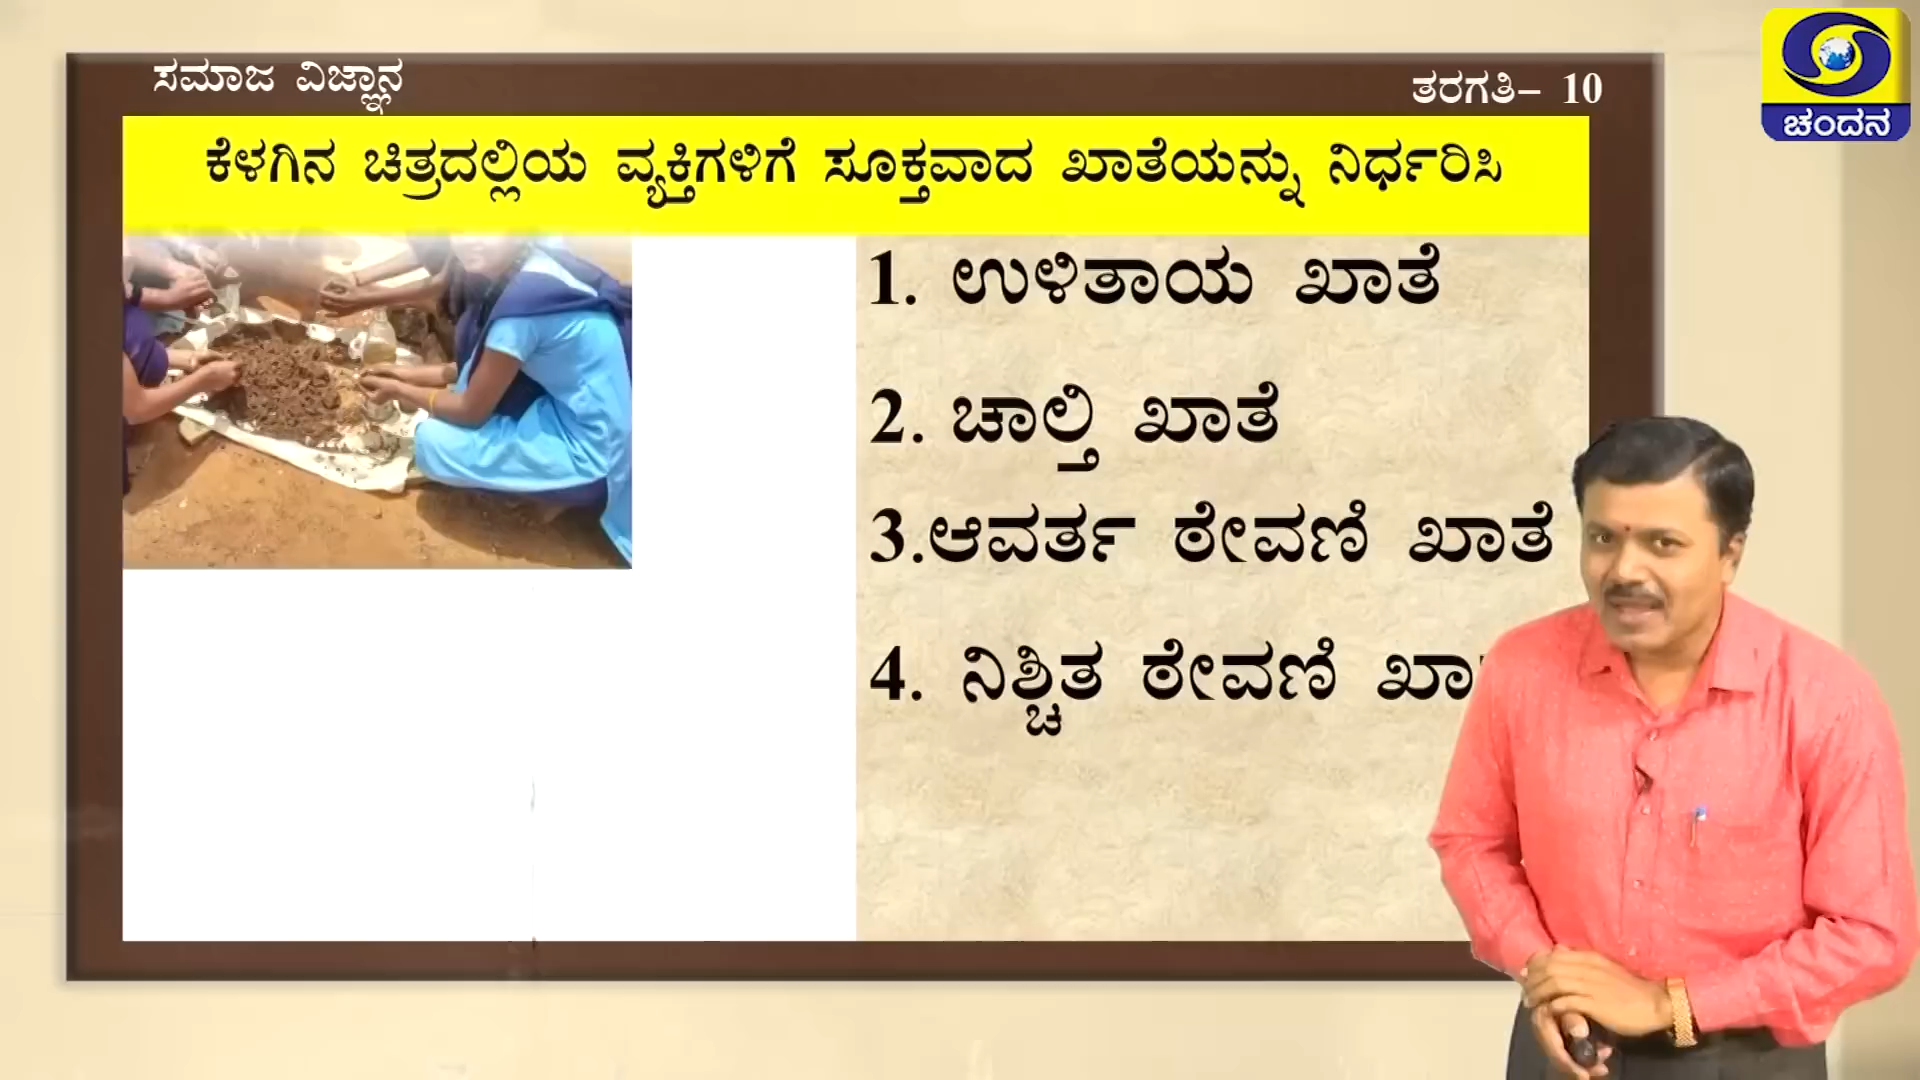 ಸಮಾಜ ವಿಜ್ಞಾನ
ತರಗತಿ– 10
ಚಂದನ
ಕೆಳಗಿನ ಚಿತ್ರದಲ್ಲಿಯ ವ್ಯಕ್ತಿಗಳಿಗೆ ಸೂಕ್ತವಾದ ಖಾತೆಯನ್ನು ನಿರ್ಧರಿಸಿ
1. ಉಳಿತಾಯ ಖಾತೆ
2. ಚಾಲ್ತಿ ಖಾತೆ
3.ಆವರ್ತ ಠೇವಣಿ ಖಾತೆ
4. ನಿಶ್ಚಿತ ಠೇವಣಿ